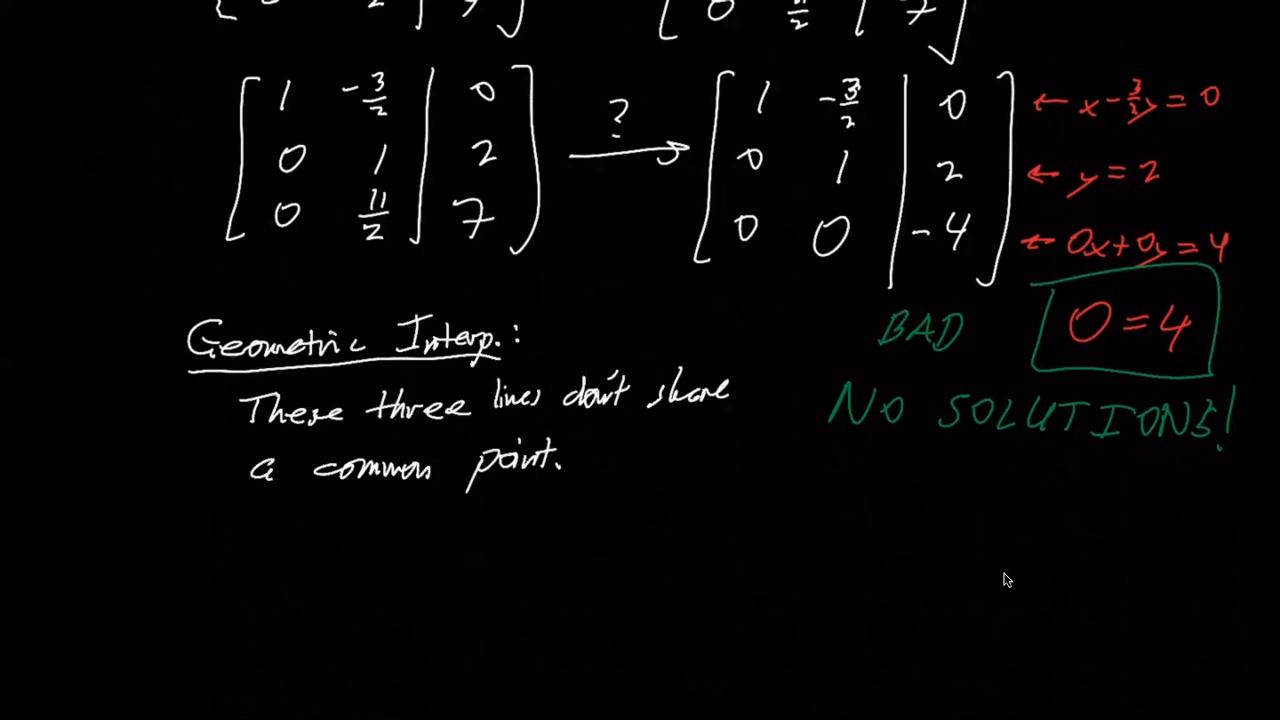 [ 1 -3/2 | 0 ] ? → [ 1 -3/2 | 0 ] ← x - 3/2 y = 0
[ 0 1 | 2 ] [ 0 1 | 2 ] ← y = 2
[ 0 11/2 | 7 ] [ 0 0 | -4 ] ← 0x + 0y = 4
BAD 0 = 4
NO SOLUTIONS!
Geometric Interp.:
These three lines don't share
a common point.